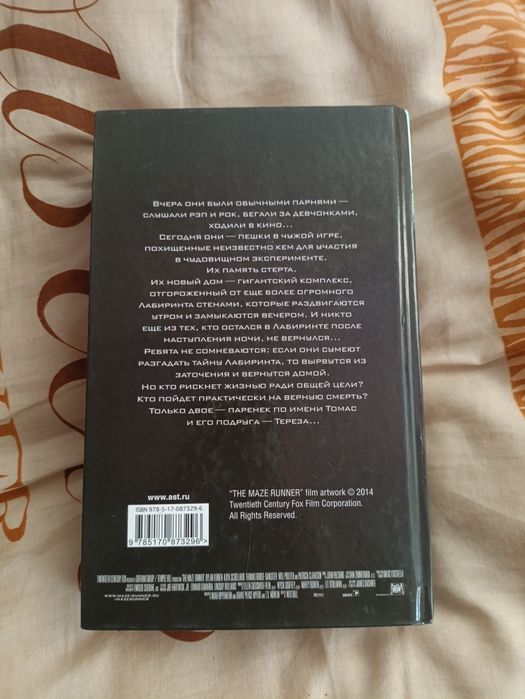 Вчера они были обычными парнями —
слушали рэп и рок, бегали за девчонками,
ходили в кино...
Сегодня они — пешки в чужой игре,
похищенные неизвестно кем для участия
в чудовищном эксперименте.
Их память стерта.
Их новый дом — гигантский комплекс,
отгороженный от еще более огромного
Лабиринта стенами, которые раздвигаются
утром и замыкаются вечером. И никто
еще из тех, кто остался в Лабиринте после
наступления ночи, не вернулся...
Ребята не сомневаются: если они сумеют
разгадать тайну Лабиринта, то вырвутся из
заточения и вернутся домой.
Но кто рискнет жизнью ради общей цели?
Кто пойдет практически на верную смерть?
Только двое — паренек по имени Томас
и его подруга — Тереза...
www.ast.ru
ISBN 978-5-17-087329-6
9 785170 873296 >
"THE MAZE RUNNER" film artwork © 2014
Twentieth Century Fox Film Corporation.
All Rights Reserved.
WWW.MAZERUNNER-FILM.RU
#MAZERUNNER